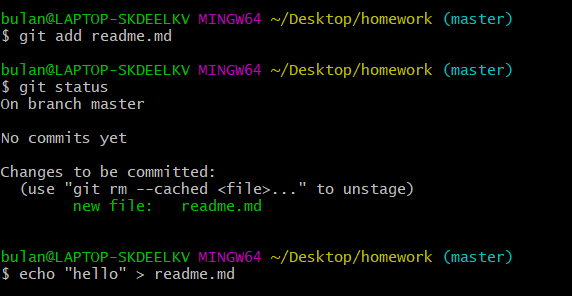 bulan@LAPTOP-SKDEELKV MINGW64 ~/Desktop/homework (master)
$ git add readme.md
bulan@LAPTOP-SKDEELKV MINGW64 ~/Desktop/homework (master)
$ git status
On branch master
No commits yet
Changes to be committed:
  (use "git rm --cached <file>..." to unstage)
        new file:   readme.md
bulan@LAPTOP-SKDEELKV MINGW64 ~/Desktop/homework (master)
$ echo "hello" > readme.md